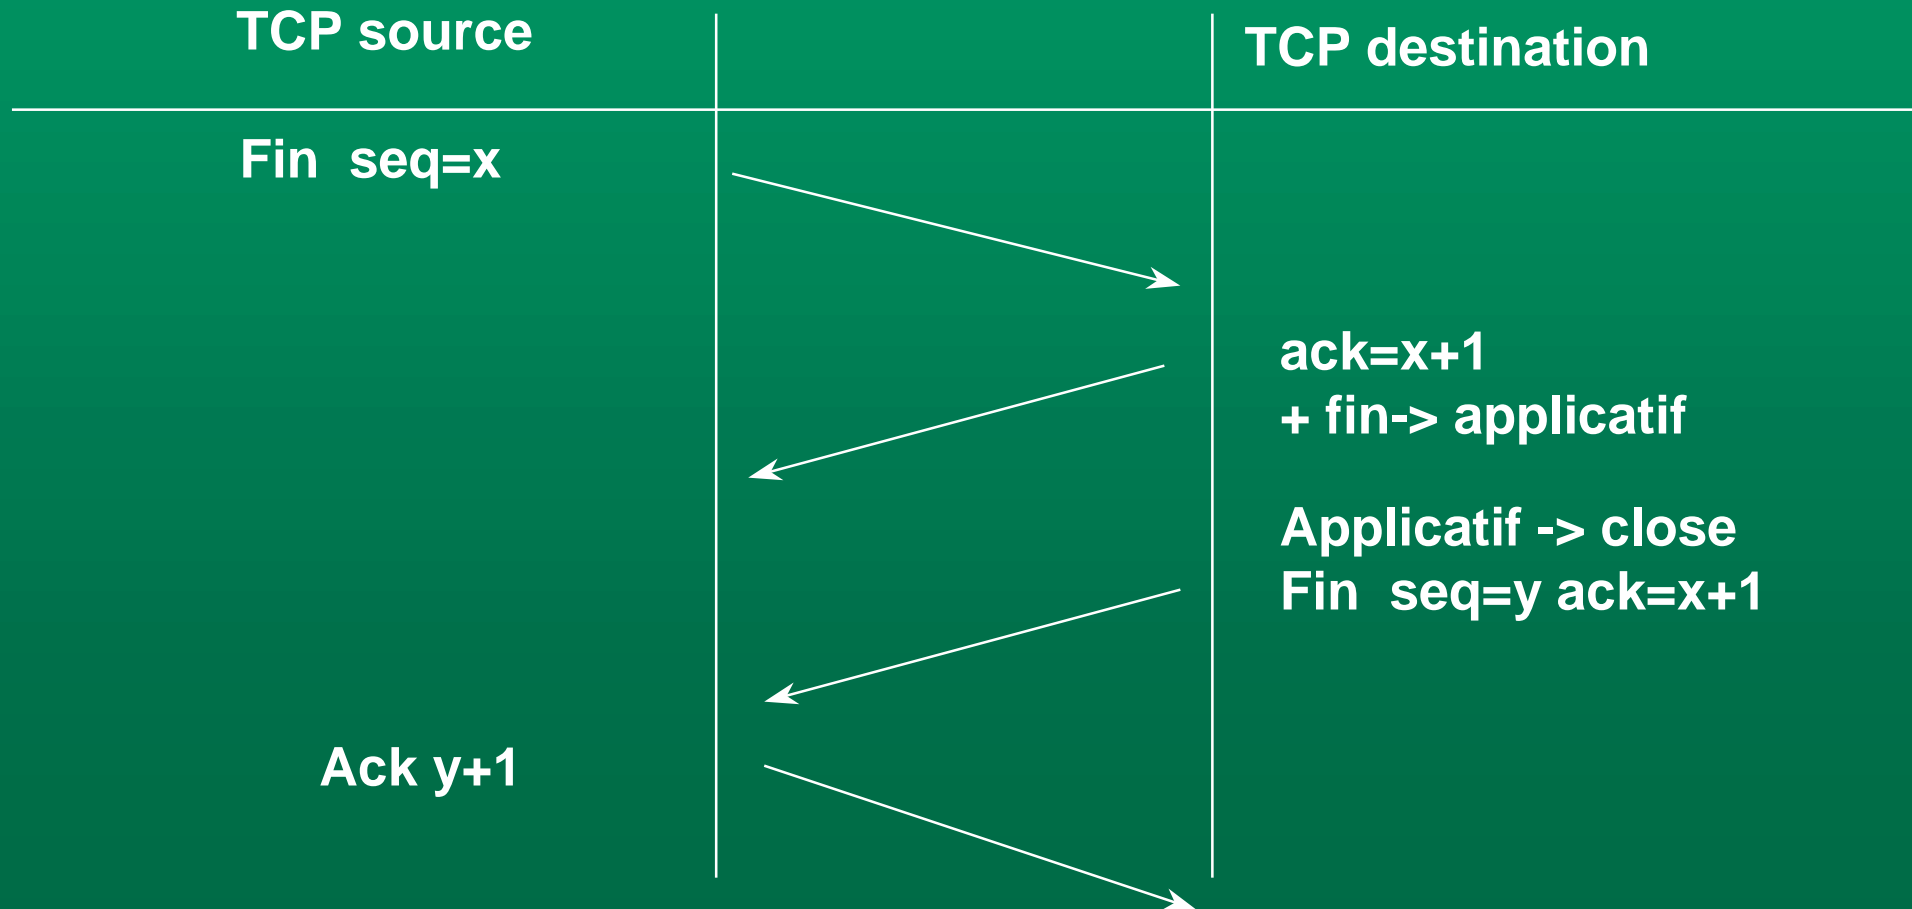 TCP source
TCP destination
Fin seq=x
ack=x+1
+ fin-> applicatif
Applicatif -> close
Fin seq=y ack=x+1
Ack y+1